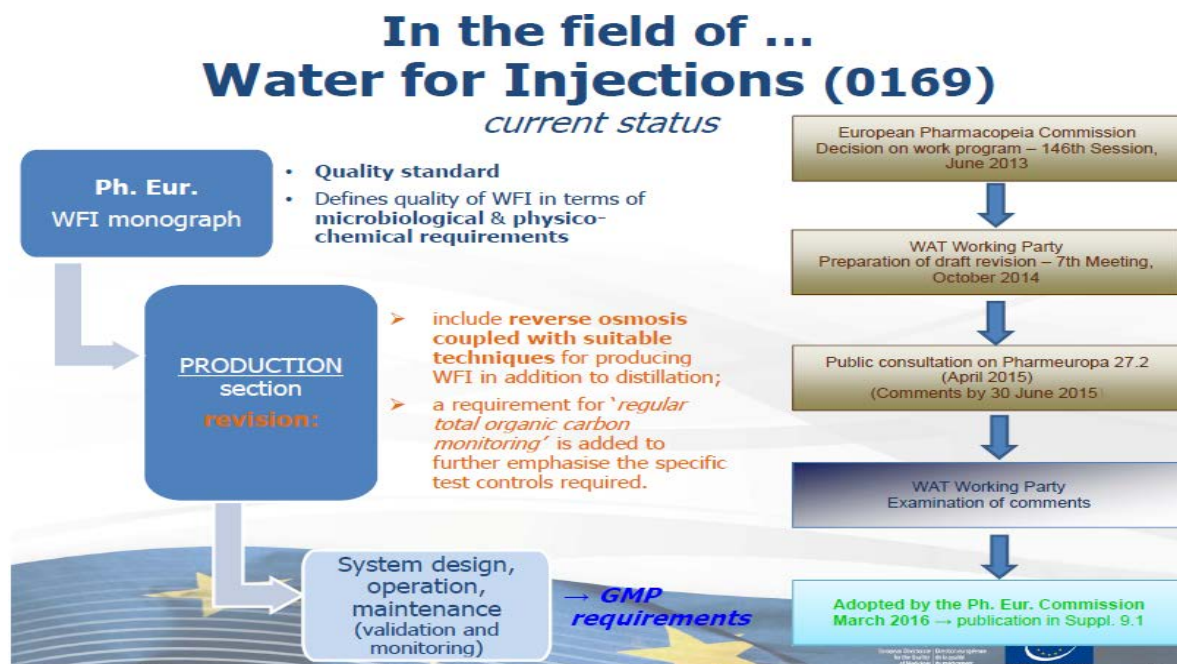 In the field of ...
Water for Injections (0169)
current status
Ph. Eur.
WFI monograph
• Quality standard
• Defines quality of WFI in terms of
microbiological & physico-
chemical requirements
PRODUCTION
section
revision:
➢ include reverse osmosis
coupled with suitable
techniques for producing
WFI in addition to distillation;
➢ a requirement for ‘regular
total organic carbon
monitoring’ is added to
further emphasise the specific
test controls required.
System design,
operation,
maintenance
(validation and
monitoring)
→ GMP
requirements
European Pharmacopeia Commission
Decision on work program – 146th Session,
June 2013
WAT Working Party
Preparation of draft revision – 7th Meeting,
October 2014
Public consultation on Pharmeuropa 27.2
(April 2015)
(Comments by 30 June 2015)
WAT Working Party
Examination of comments
Adopted by the Ph. Eur. Commission
March 2016 → publication in Suppl. 9.1